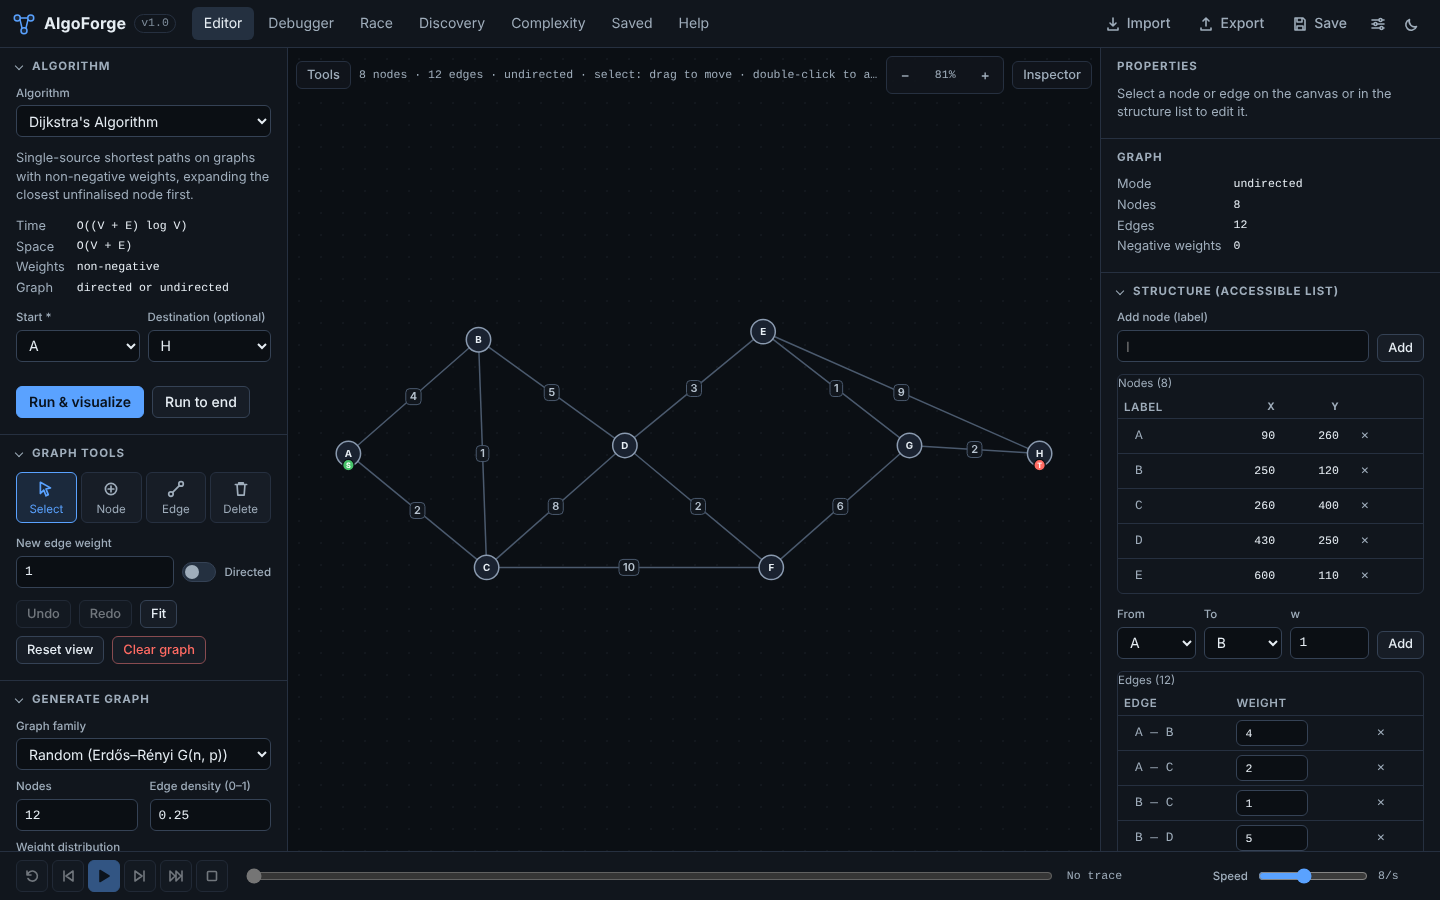 AlgoForge v1.0 Editor Debugger Race Discovery Complexity Saved Help Import Export Save
ALGORITHM
Algorithm
Dijkstra's Algorithm
Single-source shortest paths on graphs
with non-negative weights, expanding the
closest unfinalised node first.
Time O((V + E) log V)
Space O(V + E)
Weights non-negative
Graph directed or undirected
Start * Destination (optional)
A H
Run & visualize Run to end
GRAPH TOOLS
Select Node Edge Delete
New edge weight
1 Directed
Undo Redo Fit
Reset view Clear graph
GENERATE GRAPH
Graph family
Random (Erdős–Rényi G(n, p))
Nodes Edge density (0–1)
12 0.25
Weight distribution
Tools 8 nodes · 12 edges · undirected · select: drag to move · double-click to a… − 81% + Inspector
E
B
3 1 9
4 5
D G
A 1 2 H
S T
2 8 2 6
C 10 F
PROPERTIES
Select a node or edge on the canvas or in the
structure list to edit it.
GRAPH
Mode undirected
Nodes 8
Edges 12
Negative weights 0
STRUCTURE (ACCESSIBLE LIST)
Add node (label)
Add
Nodes (8)
LABEL X Y
A 90 260 ×
B 250 120 ×
C 260 400 ×
D 430 250 ×
E 600 110 ×
From To w
A B 1 Add
Edges (12)
EDGE WEIGHT
A — B 4 ×
A — C 2 ×
B — C 1 ×
B — D 5 ×
No trace Speed 8/s